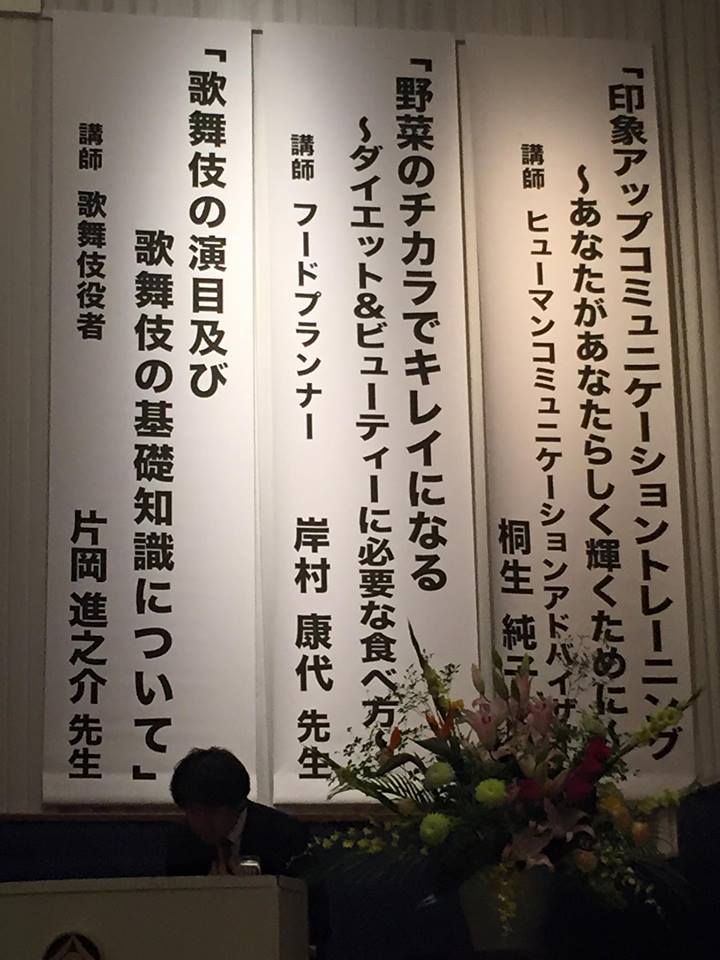 「印象アップコミュニケーショントレーニング
～あなたがあなたらしく輝くために～
講師 ヒューマンコミュニケーションアドバイザ
桐生 純子
「野菜のチカラでキレイになる
～ダイエット&ビューティーに必要な食べ方～
講師 フードプランナー
岸村 康代 先生
「歌舞伎の演目及び
歌舞伎の基礎知識について」
講師 歌舞伎役者
片岡 進之介 先生